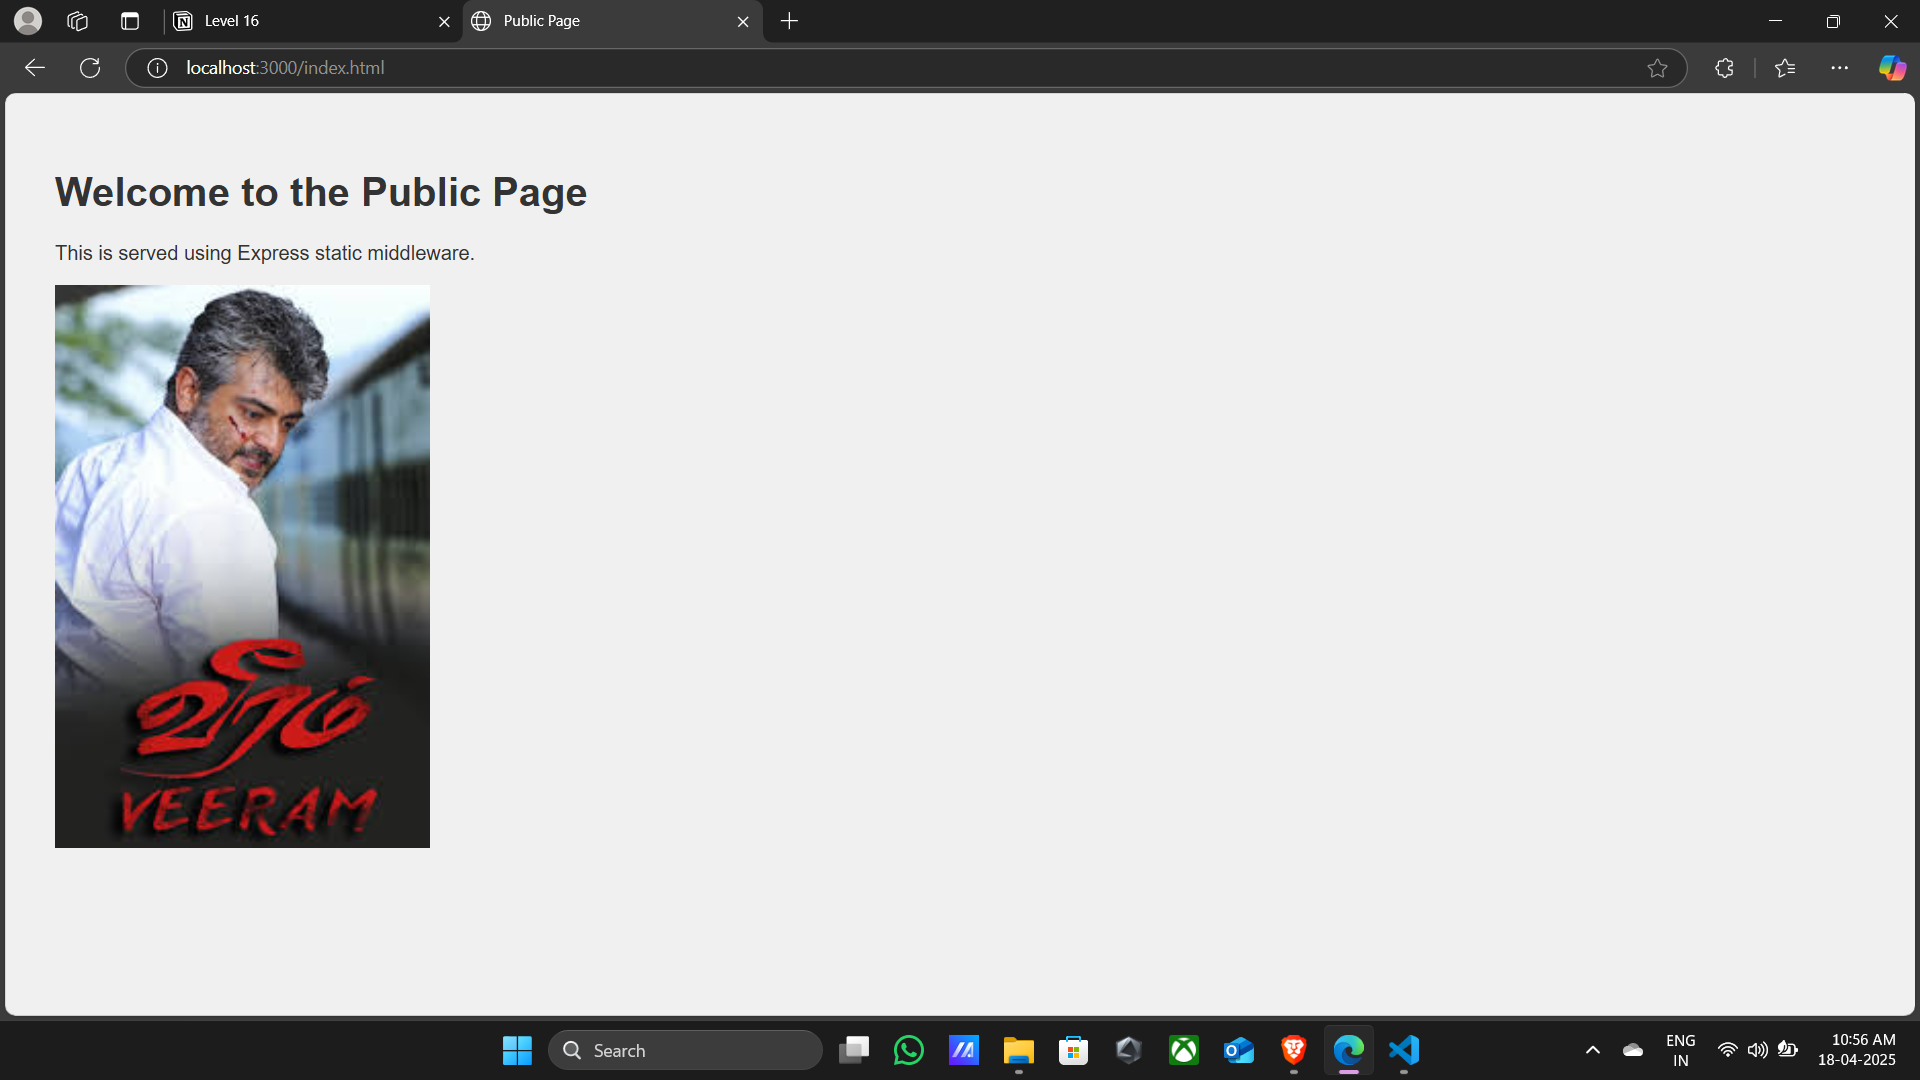 Level 16
Public Page
localhost:3000/index.html
Welcome to the Public Page
This is served using Express static middleware.
வீரம்
VEERAM
Search
ENG
IN
10:56 AM
18-04-2025